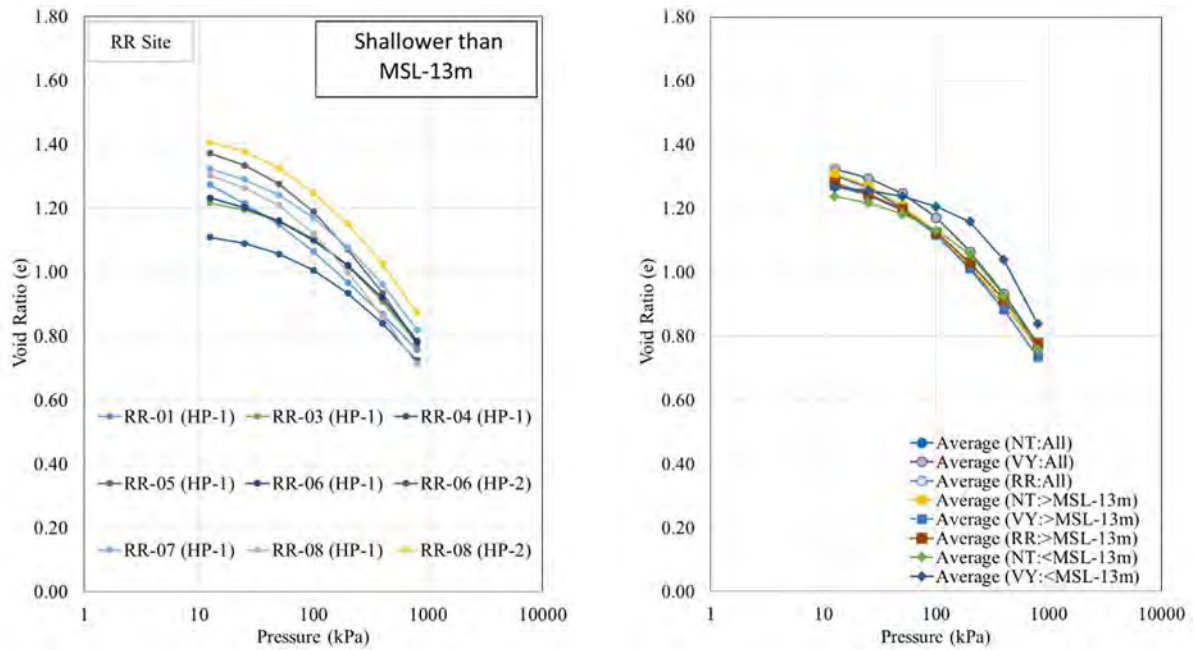 RR Site
Shallower than
MSL-13m
Void Ratio (e)
1.80
1.60
1.40
1.20
1.00
0.80
0.60
0.40
0.20
0.00
RR-01 (HP-1) RR-03 (HP-1) RR-04 (HP-1)
RR-05 (HP-1) RR-06 (HP-1) RR-06 (HP-2)
RR-07 (HP-1) RR-08 (HP-1) RR-08 (HP-2)
1 10 100 1000 10000
Pressure (kPa)
Void Ratio (e)
1.80
1.60
1.40
1.20
1.00
0.80
0.60
0.40
0.20
0.00
Average (NT:All)
Average (VY:All)
Average (RR:All)
Average (NT:>MSL-13m)
Average (VY:>MSL-13m)
Average (RR:>MSL-13m)
Average (NT:<MSL-13m)
Average (VY:<MSL-13m)
1 10 100 1000 10000
Pressure (kPa)